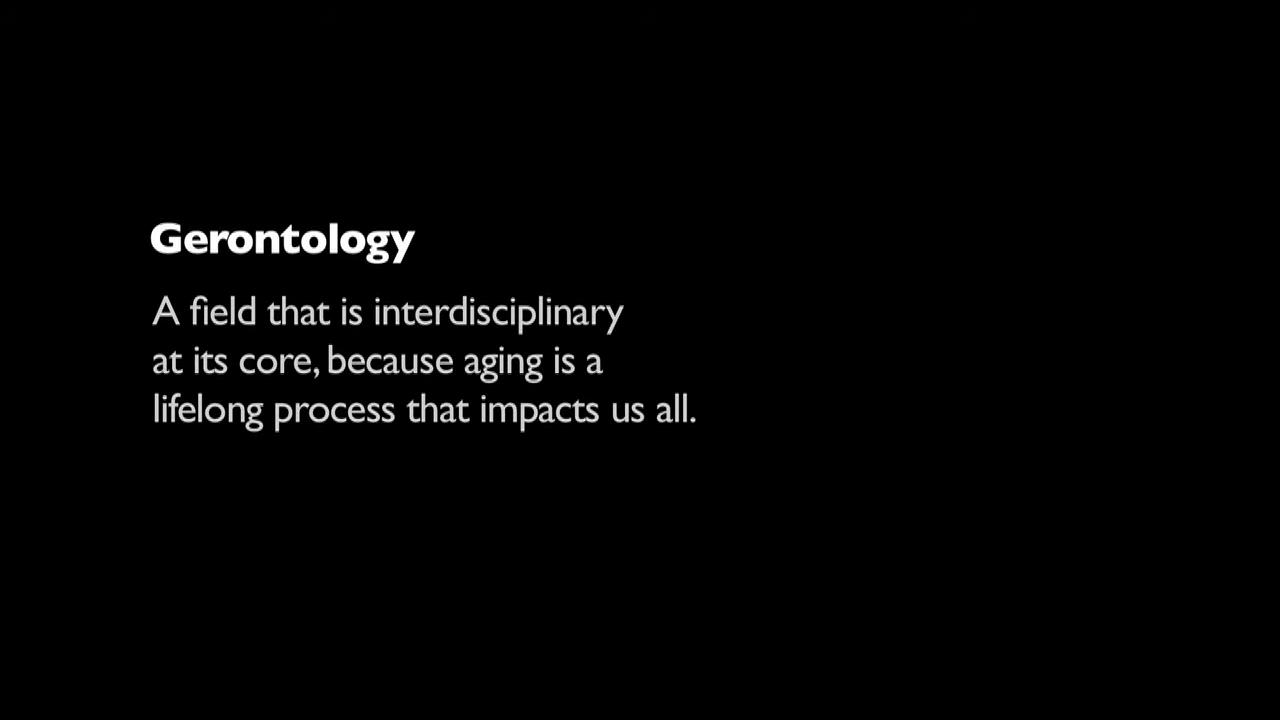 Gerontology
A field that is interdisciplinary
at its core, because aging is a
lifelong process that impacts us all.